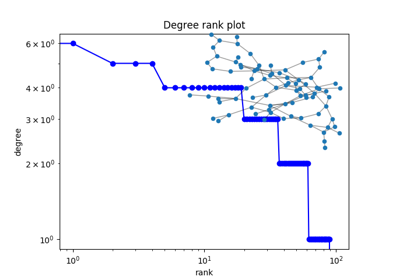 Degree rank plot
6 × 10⁰
4 × 10⁰
3 × 10⁰
2 × 10⁰
10⁰
degree
10⁰ 10¹ 10²
rank